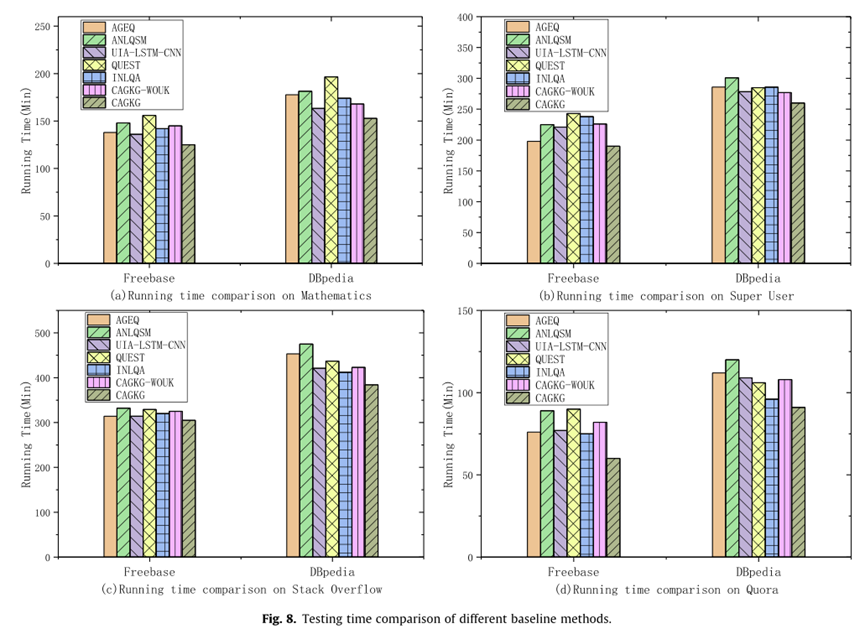 250
200
150
100
50
0
Running Time(Min)
AGEQ
ANLQSM
UIA-LSTM-CNN
QUEST
INLQA
CAGKG-WOUK
CAGKG
Freebase DBpedia
(a)Running time comparison on Mathematics
400
350
300
250
200
150
100
50
0
Running Time(Min)
AGEQ
ANLQSM
UIA-LSTM-CNN
QUEST
INLQA
CAGKG-WOUK
CAGKG
Freebase DBpedia
(b)Running time comparison on Super User
500
400
300
200
100
0
Running Time(Min)
AGEQ
ANLQSM
UIA-LSTM-CNN
QUEST
INLQA
CAGKG-WOUK
CAGKG
Freebase DBpedia
(c)Running time comparison on Stack Overflow
150
100
50
0
Running Time(Min)
AGEQ
ANLQSM
UIA-LSTM-CNN
QUEST
INLQA
CAGKG-WOUK
CAGKG
Freebase DBpedia
(d)Running time comparison on Quora
Fig. 8. Testing time comparison of different baseline methods.